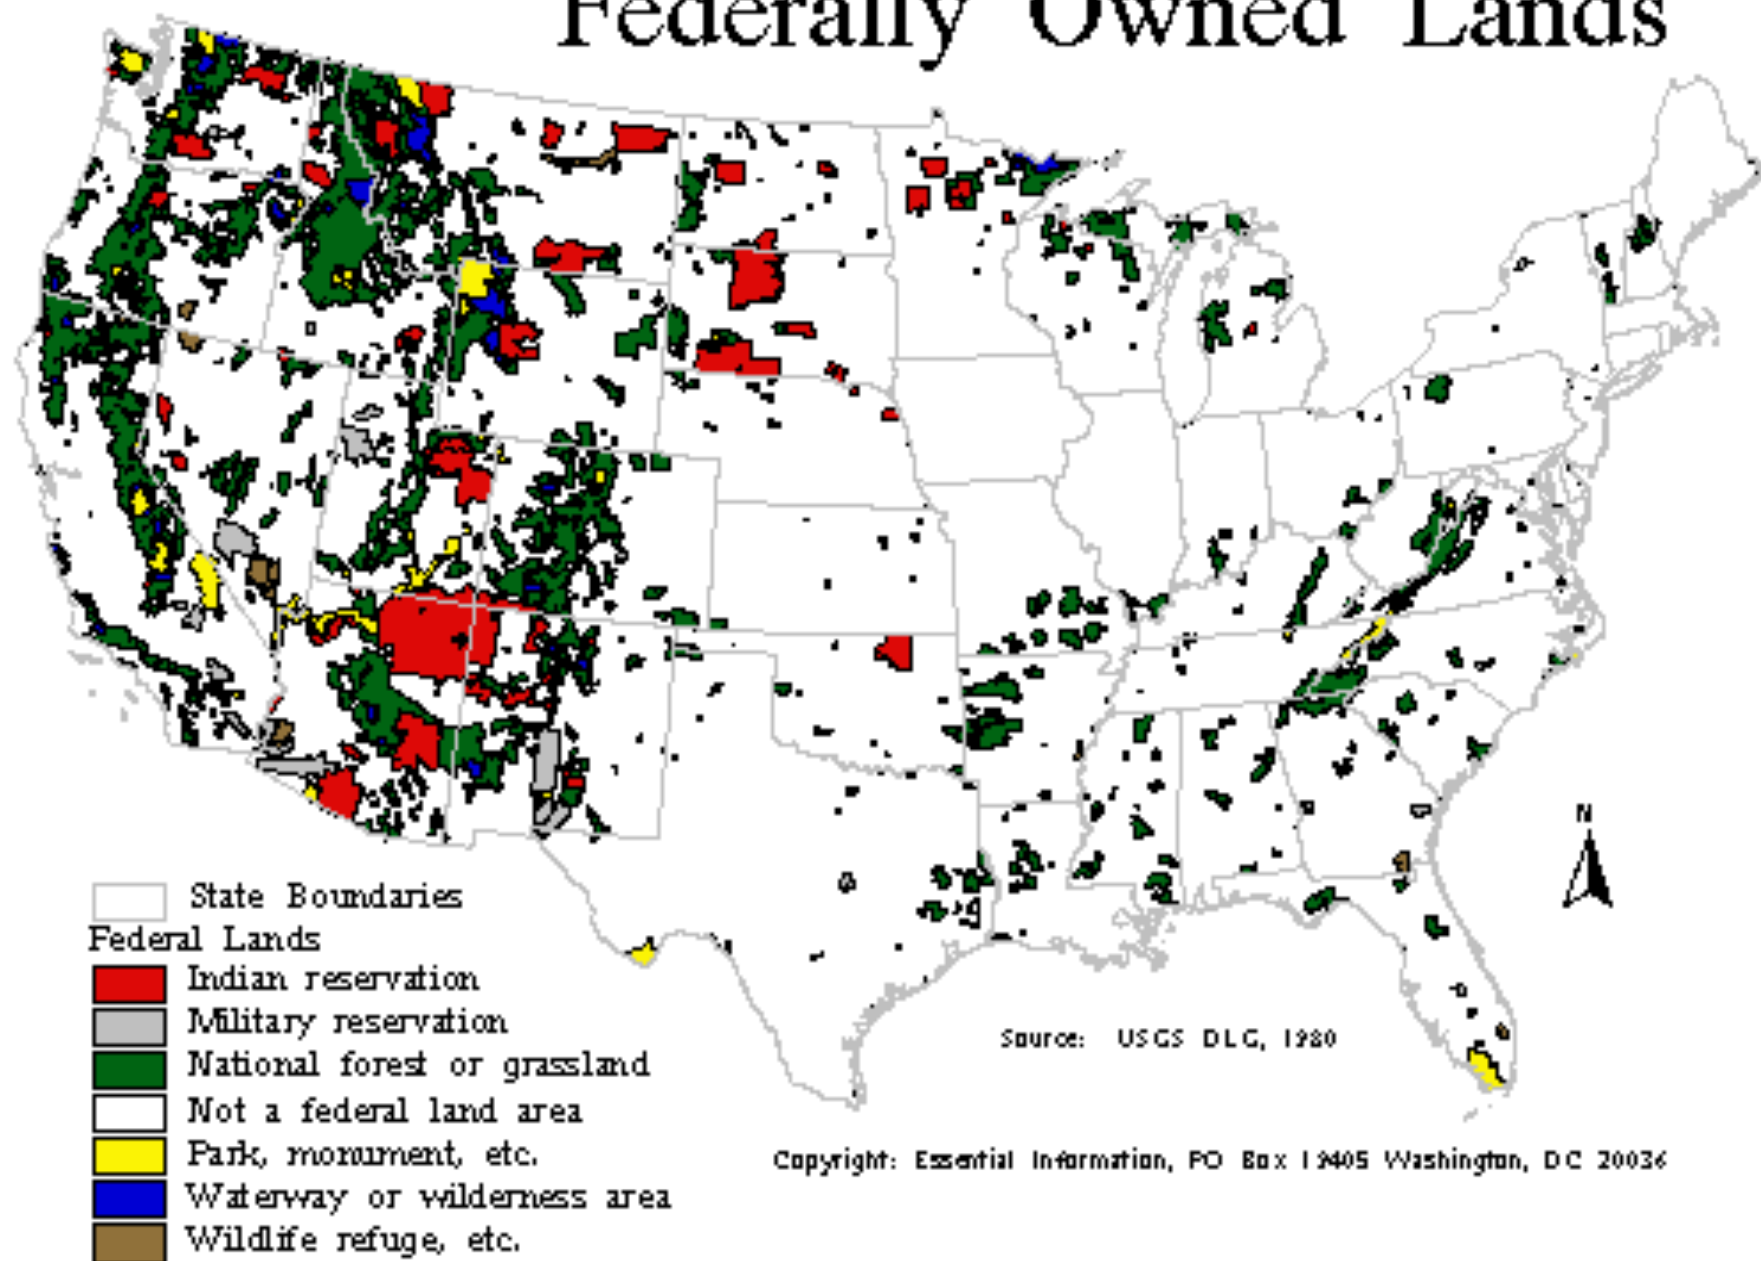 Federally Owned Lands
N
State Boundaries
Federal Lands
Indian reservation
Military reservation
National forest or grassland
Not a federal land area
Park, monument, etc.
Waterway or wilderness area
Wildlife refuge, etc.
Source: USGS DLG, 1980
Copyright: Essential Information, PO Box 19405 Washington, DC 20036